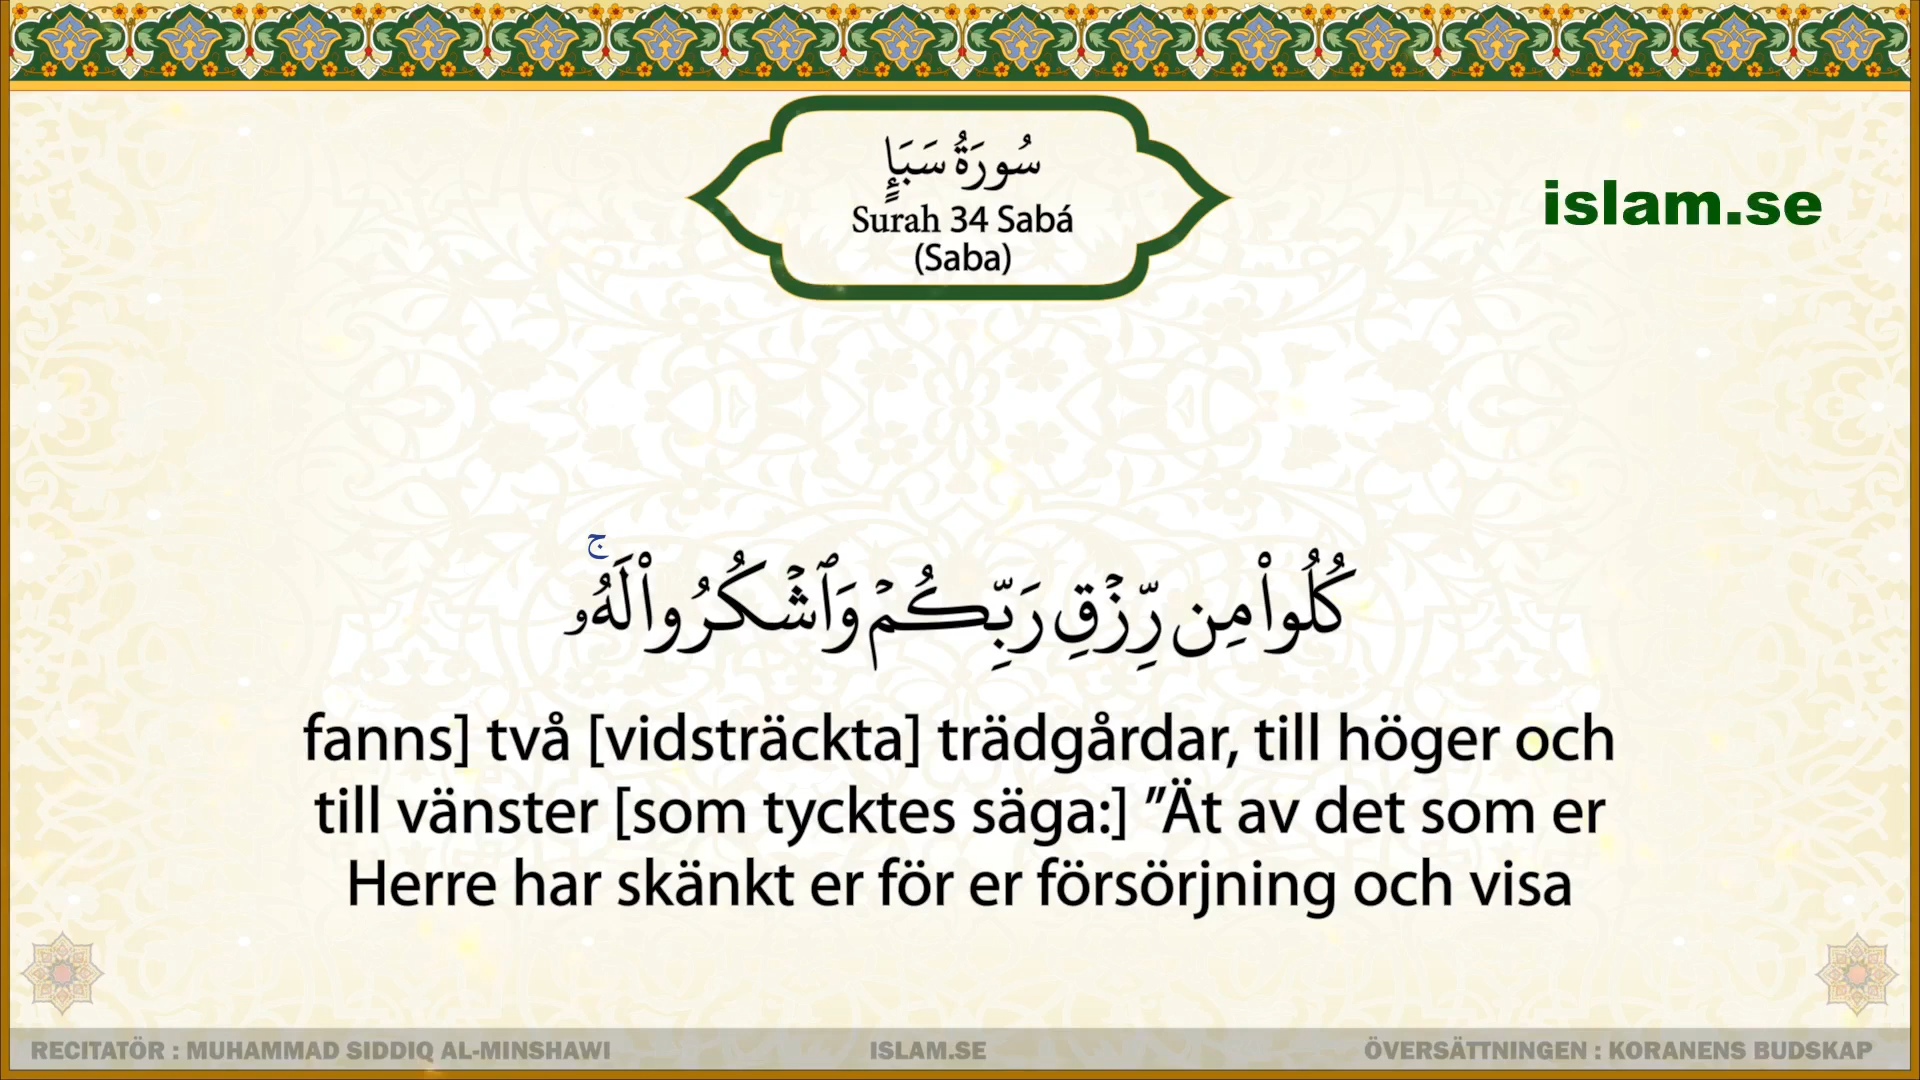 سُورَةُ سَبَإٍ
Surah 34 Sabá
(Saba)
islam.se
كُلُوا۟ مِن رِّزْقِ رَبِّكُمْ وَٱشْكُرُوا۟ لَهُۥ ۚ
fanns] två [vidsträckta] trädgårdar, till höger och
till vänster [som tycktes säga:] ”Ät av det som er
Herre har skänkt er för er försörjning och visa
RECITATÖR : MUHAMMAD SIDDIQ AL-MINSHAWI
ISLAM.SE
ÖVERSÄTTNINGEN : KORANENS BUDSKAP